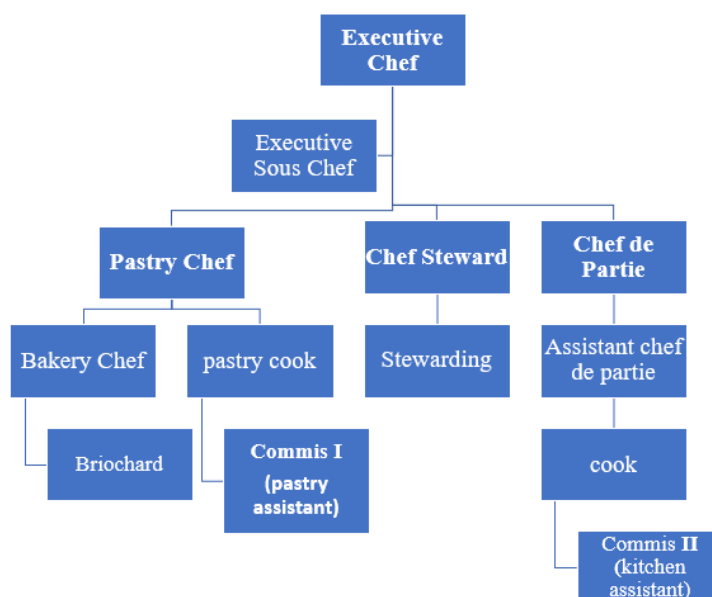 Executive
Chef
Executive
Sous Chef
Pastry Chef
Chef Steward
Chef de
Partie
Bakery Chef
pastry cook
Stewarding
Assistant chef
de partie
Briochard
Commis I
(pastry
assistant)
cook
Commis II
(kitchen
assistant)